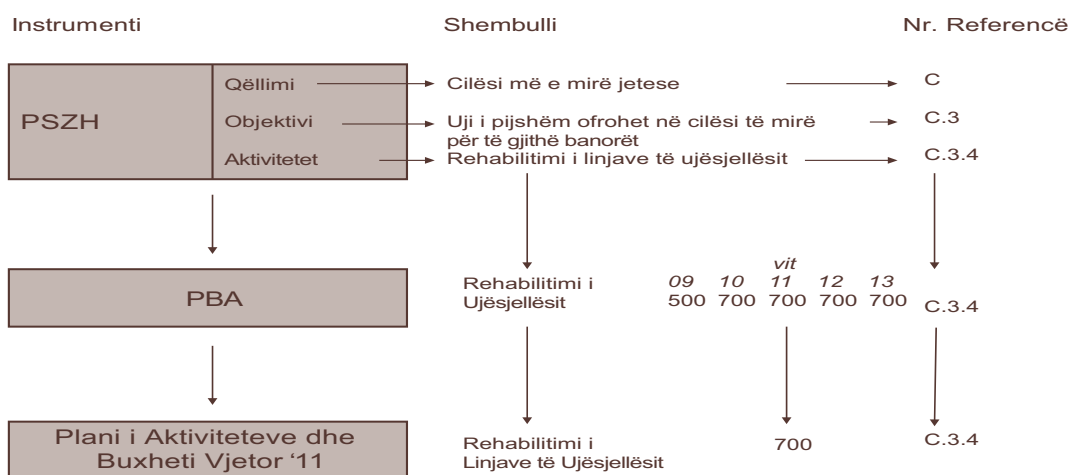 Instrumenti Shembulli Nr. Referencë
PSZH
Qëllimi Cilësi më e mirë jetese C
Objektivi Uji i pijshëm ofrohet në cilësi të mirë C.3
për të gjithë banorët
Aktivitetet Rehabilitimi i linjave të ujësjellësit C.3.4
PBA
Rehabilitimi i
Ujësjellësit
vit
09 10 11 12 13
500 700 700 700 700
C.3.4
Plani i Aktiviteteve dhe
Buxheti Vjetor ‘11
Rehabilitimi i
Linjave të Ujësjellësit
700
C.3.4